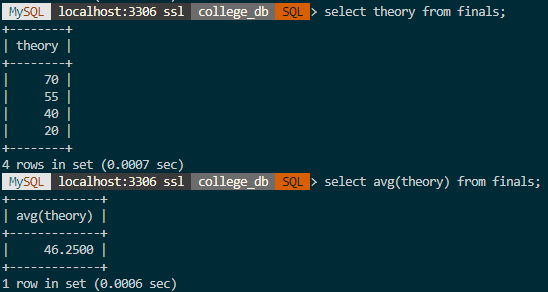 MySQL localhost:3306 ssl college_db SQL > select theory from finals;
+--------+
| theory |
+--------+
|     70 |
|     55 |
|     40 |
|     20 |
+--------+
4 rows in set (0.0007 sec)
MySQL localhost:3306 ssl college_db SQL > select avg(theory) from finals;
+-------------+
| avg(theory) |
+-------------+
|     46.2500 |
+-------------+
1 row in set (0.0006 sec)